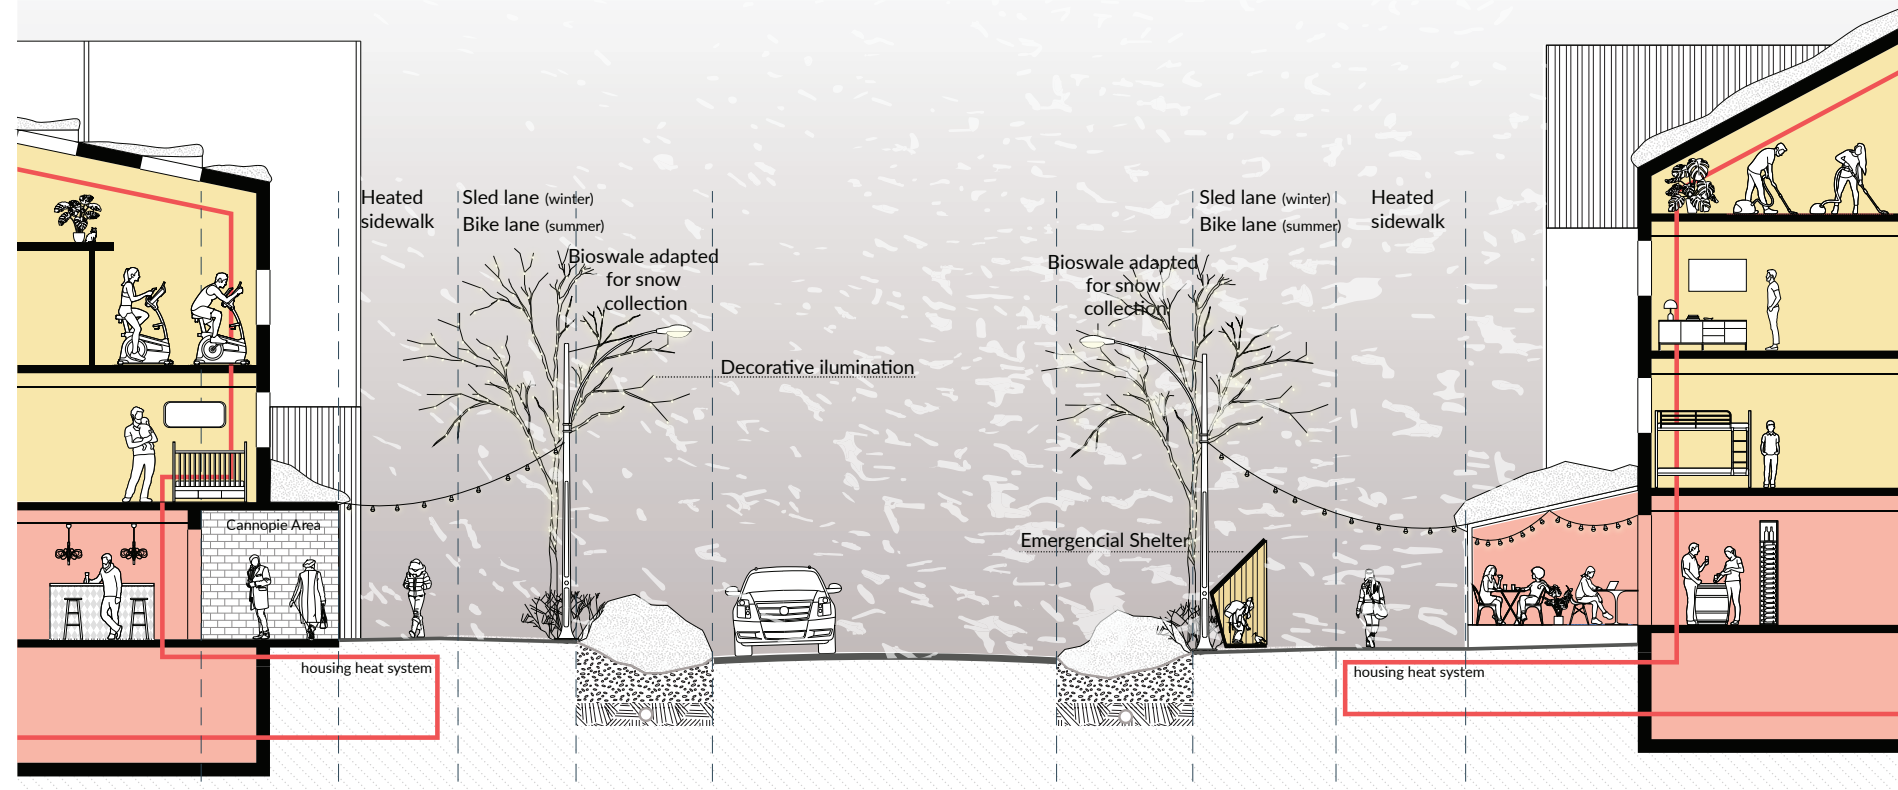 Heated
sidewalk
Sled lane (winter)
Bike lane (summer)
Bioswale adapted
for snow
collection
Decorative ilumination
Cannopie Area
housing heat system
Sled lane (winter)
Bike lane (summer)
Heated
sidewalk
Bioswale adapted
for snow
collection
Emergencial Shelter
housing heat system